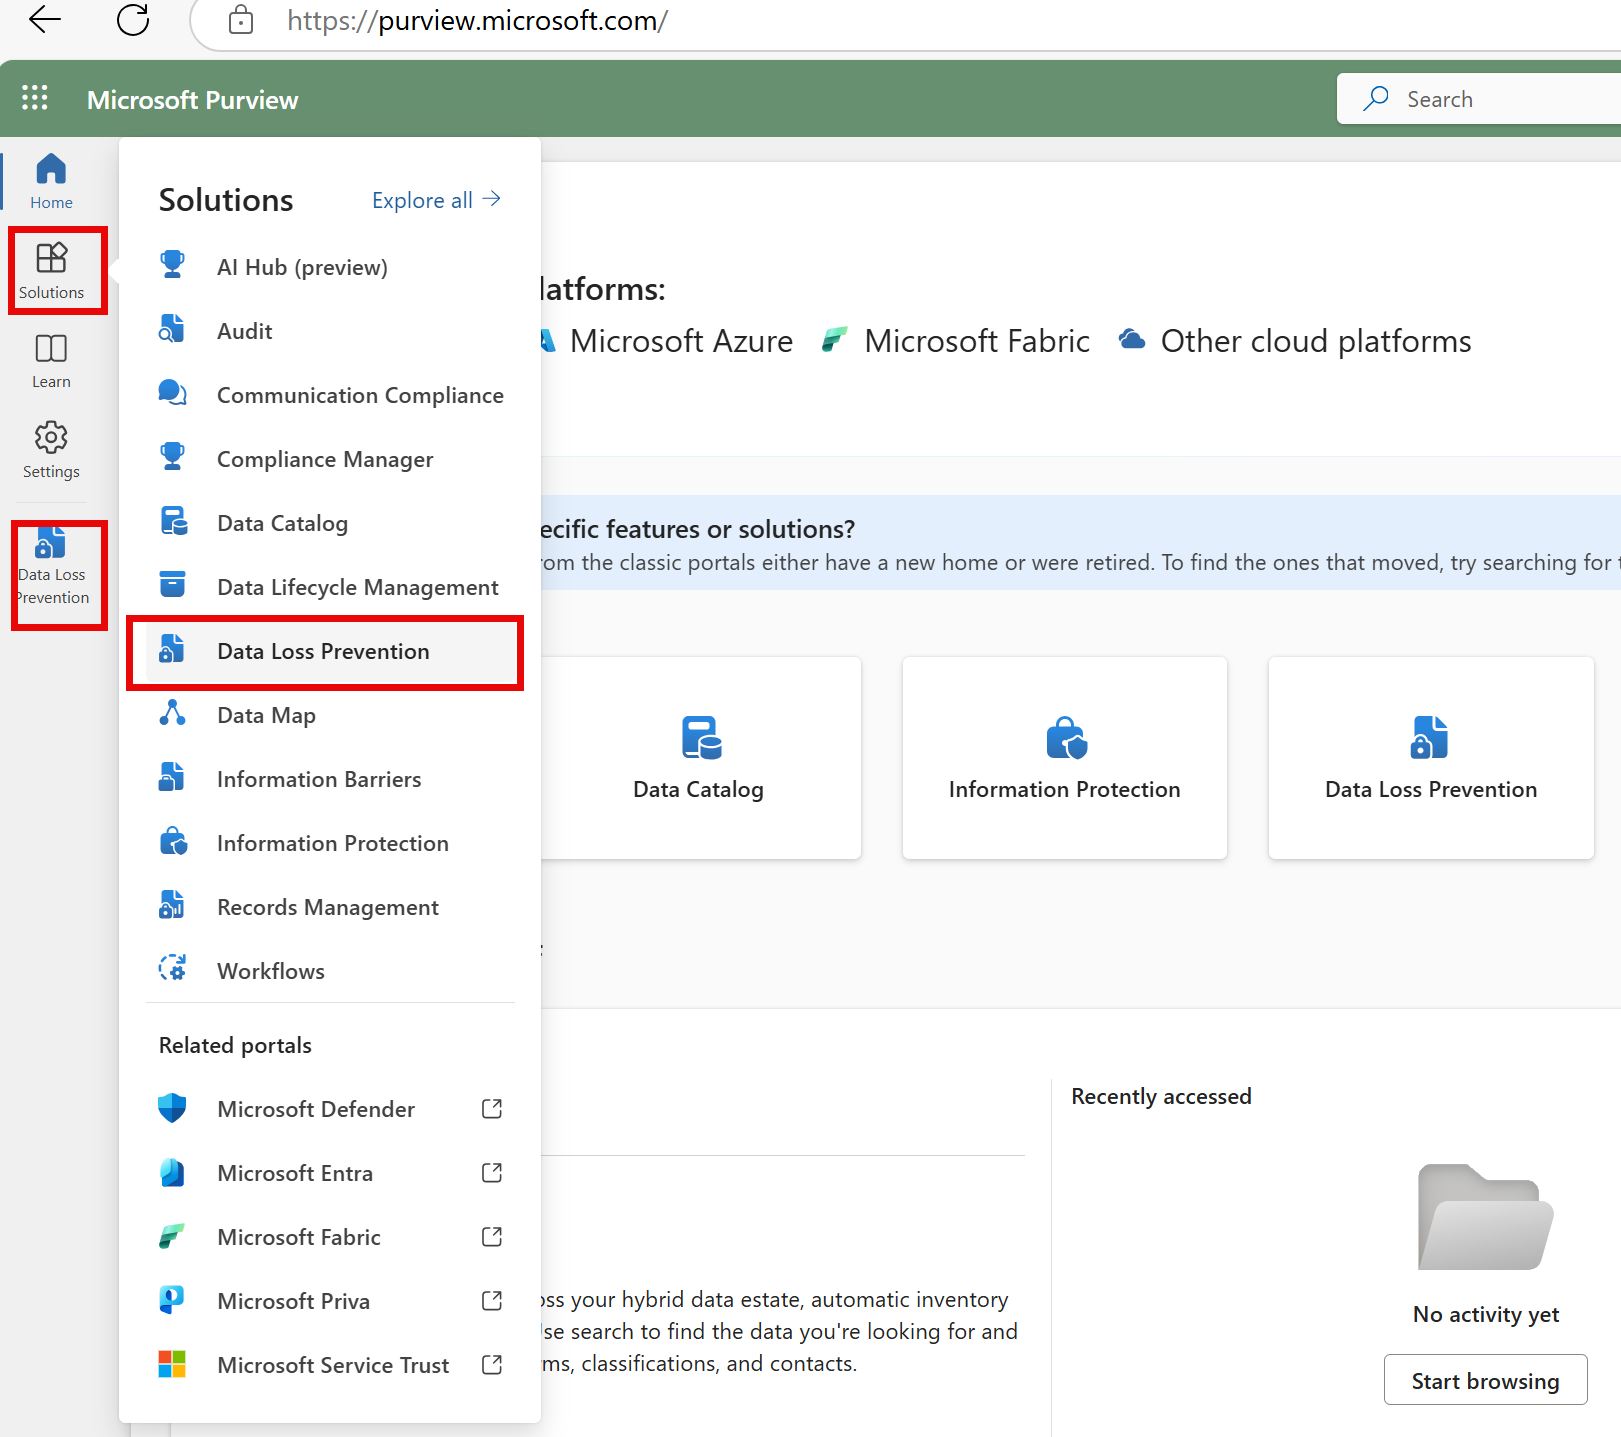 https://purview.microsoft.com/
Microsoft Purview
Search
Home
Solutions
Learn
Settings
Data Loss
Prevention
Solutions
Explore all
AI Hub (preview)
Audit
Communication Compliance
Compliance Manager
Data Catalog
Data Lifecycle Management
Data Loss Prevention
Data Map
Information Barriers
Information Protection
Records Management
Workflows
Related portals
Microsoft Defender
Microsoft Entra
Microsoft Fabric
Microsoft Priva
Microsoft Service Trust
latforms:
Microsoft Azure
Microsoft Fabric
Other cloud platforms
ecific features or solutions?
om the classic portals either have a new home or were retired. To find the ones that moved, try searching for
Data Catalog
Information Protection
Data Loss Prevention
oss your hybrid data estate, automatic inventory
se search to find the data you're looking for and
ms, classifications, and contacts.
Recently accessed
No activity yet
Start browsing